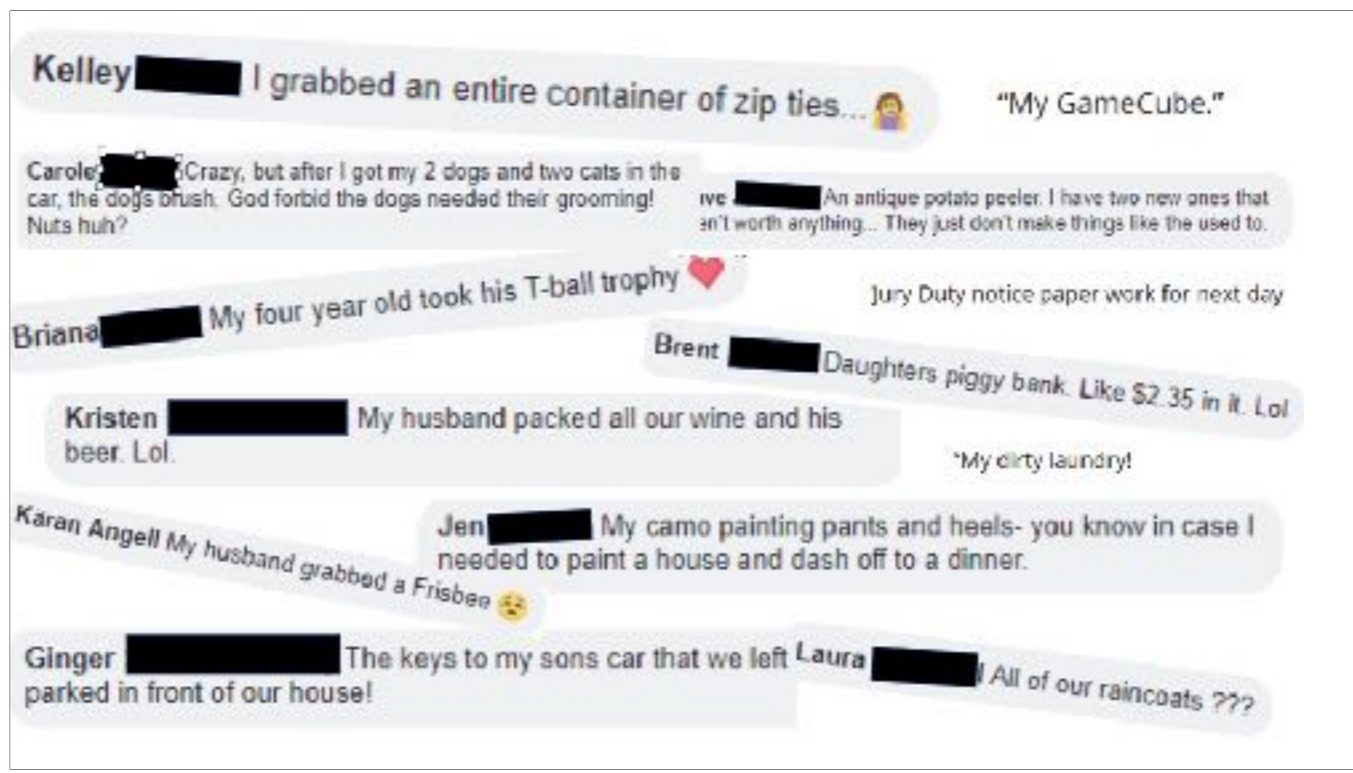 Kelley I grabbed an entire container of zip ties...🤷‍♀️
“My GameCube.”
Carole Crazy, but after I got my 2 dogs and two cats in the
car, the dogs brush. God forbid the dogs needed their grooming!
Nuts huh?
ve An antique potato peeler. I have two new ones that
en't worth anything... They just don't make things like the used to.
Briana My four year old took his T-ball trophy ❤️
Jury Duty notice paper work for next day
Brent Daughters piggy bank. Like $2.35 in it. Lol
Kristen My husband packed all our wine and his
beer. Lol.
"My dirty laundry!
Karan Angell My husband grabbed a Frisbee 😟
Jen My camo painting pants and heels- you know in case I
needed to paint a house and dash off to a dinner.
Ginger The keys to my sons car that we left
parked in front of our house!
Laura All of our raincoats ???